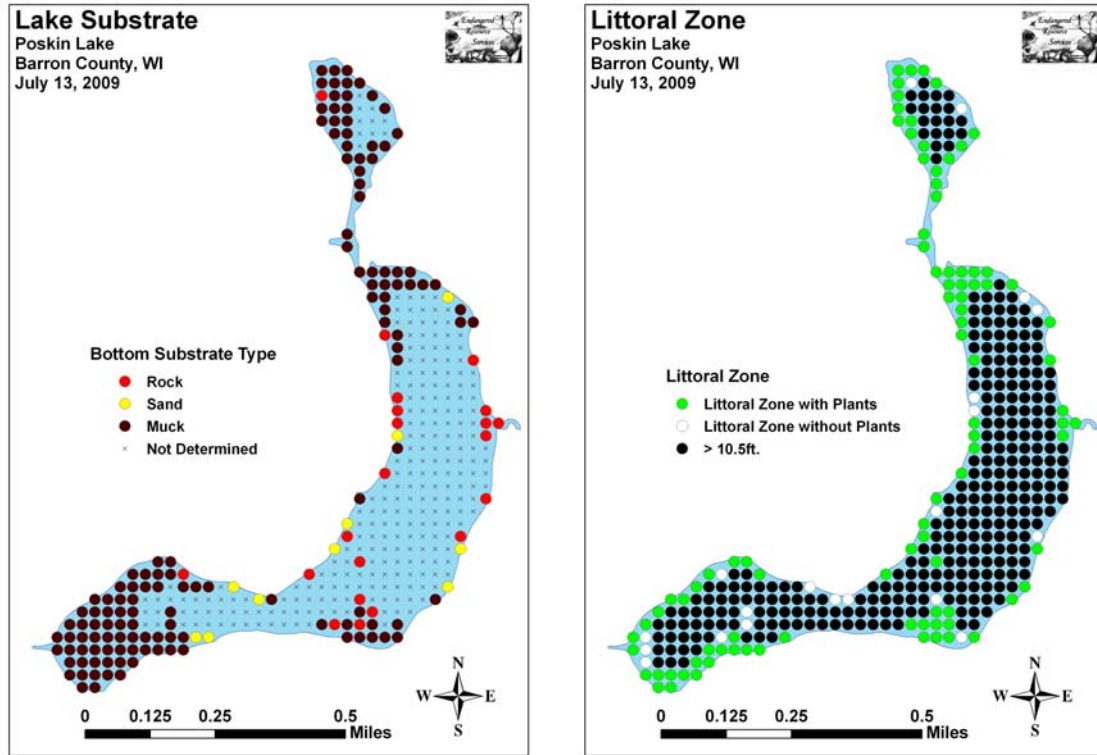 Lake Substrate
Poskin Lake
Barron County, WI
July 13, 2009
Endangered
Resource
Services
Bottom Substrate Type
Rock
Sand
Muck
Not Determined
N
W E
S
0 0.125 0.25 0.5
Miles
Littoral Zone
Poskin Lake
Barron County, WI
July 13, 2009
Endangered
Resource
Services
Littoral Zone
Littoral Zone with Plants
Littoral Zone without Plants
> 10.5ft.
N
W E
S
0 0.125 0.25 0.5
Miles